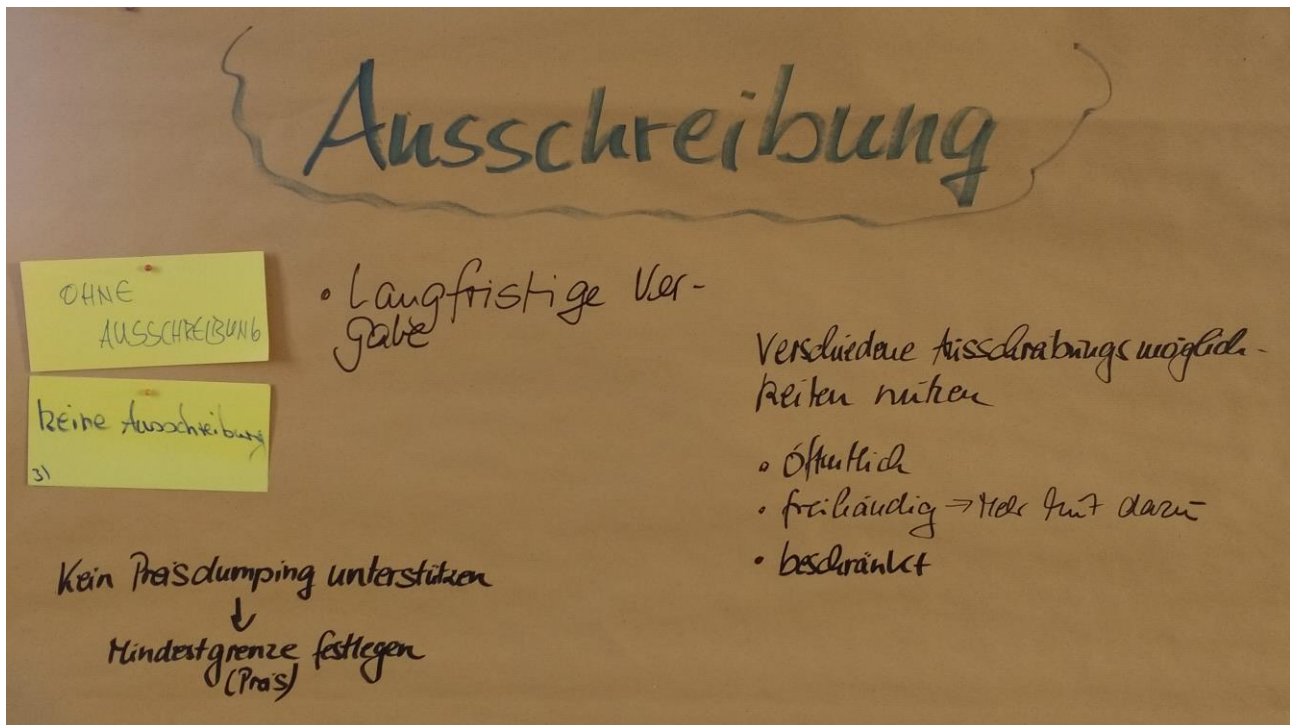 Ausschreibung
OHNE
AUSSCHREIBUNG
keine Ausschreibung
3)
• Langfristige Ver-
gabe
Verschiedene Ausschreibungsmöglich-
keiten nutzen
• öffentlich
• freihändig → Mehr Mut dazu
• beschränkt
Kein Preisdumping unterstützen
↓
Mindestgrenze festlegen
(Preis)